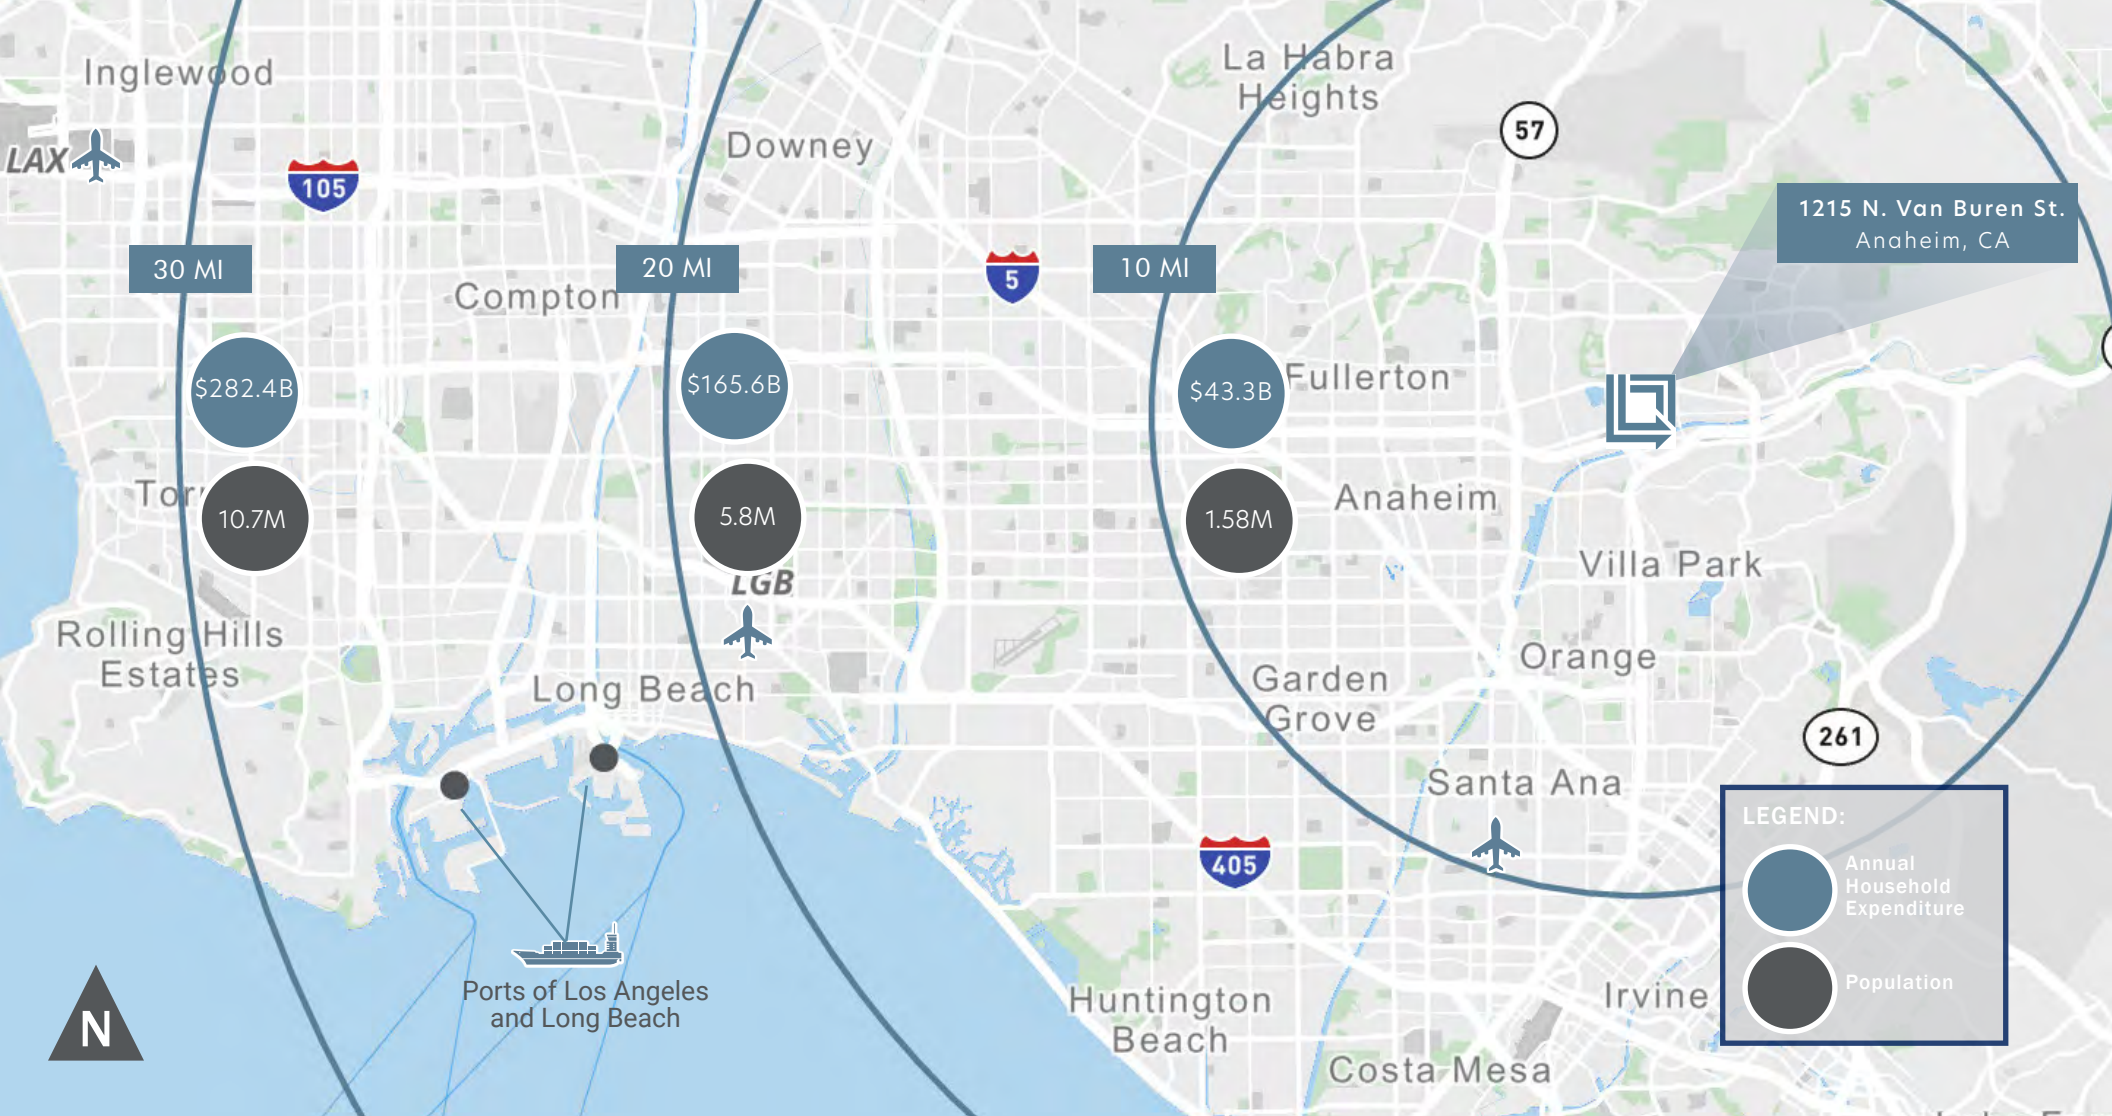 La Habra
Heights
Inglewood
57
Downey
LAX
105
1215 N. Van Buren St.
Anaheim, CA
30 MI
20 MI
10 MI
5
Compton
$282.4B
$165.6B
$43.3B
Fullerton
10.7M
5.8M
1.58M
Anaheim
LGB
Villa Park
Rolling Hills
Estates
Orange
Long Beach
Garden
Grove
261
Santa Ana
405
LEGEND:
Annual
Household
Expenditure
Population
Ports of Los Angeles
and Long Beach
Huntington
Beach
Irvine
Costa Mesa
N